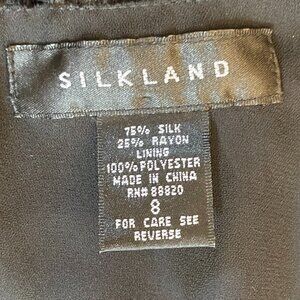 SILKLAND
75% SILK
25% RAYON
LINING
100% POLYESTER
MADE IN CHINA
RN# 88820
8
FOR CARE SEE
REVERSE